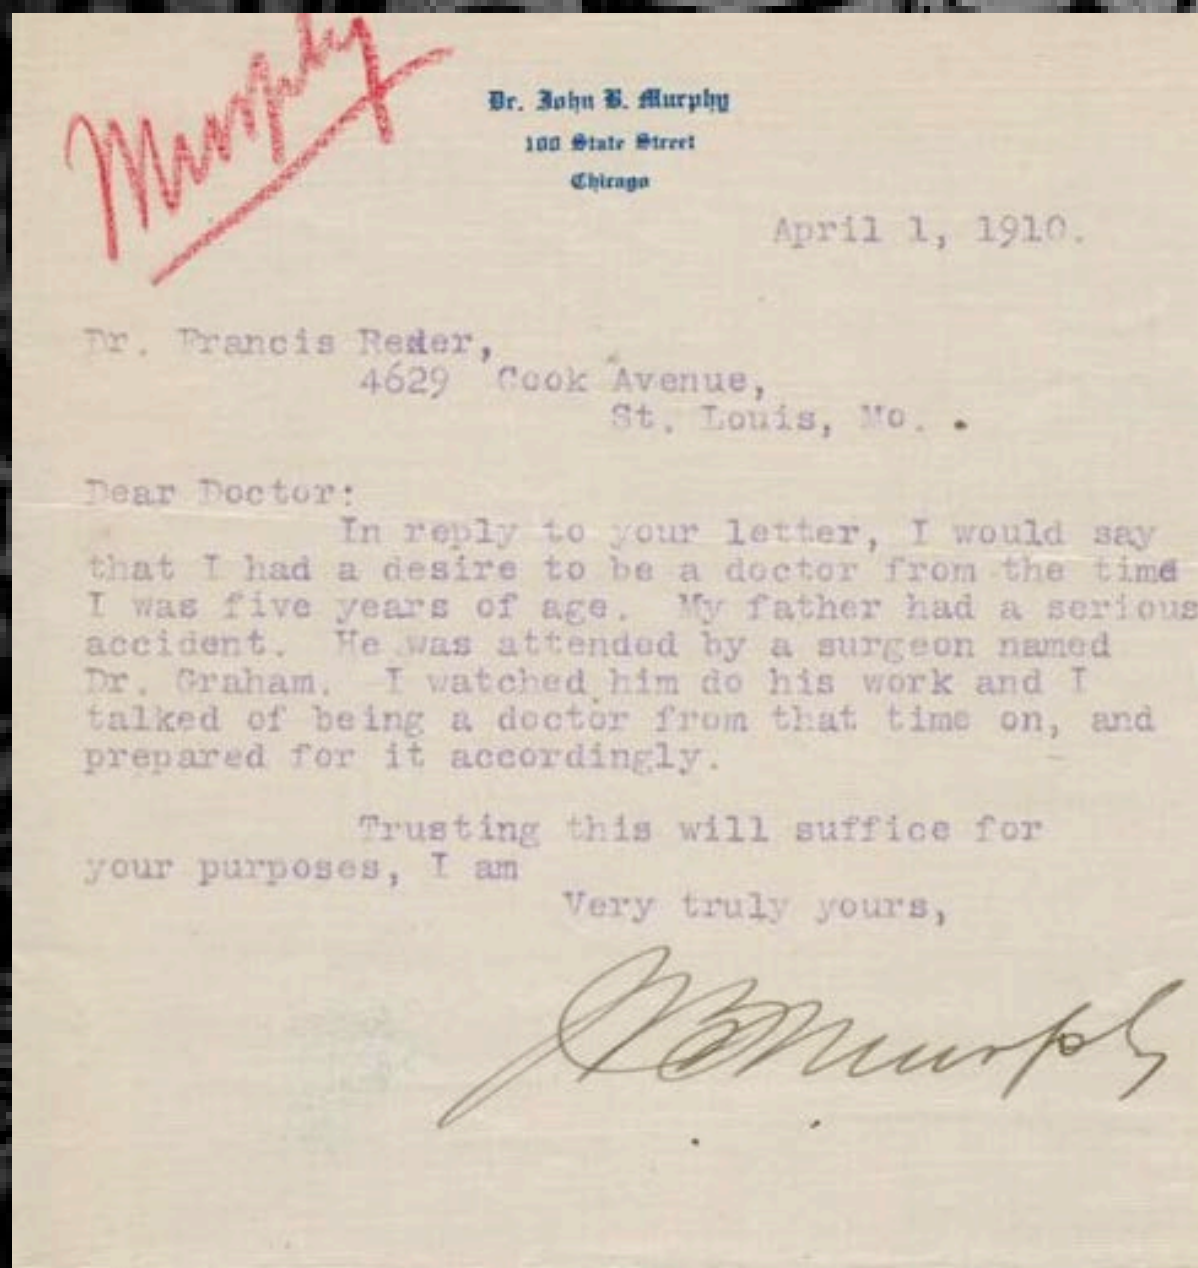 Murphy
Dr. John B. Murphy
100 State Street
Chicago
April 1, 1910.
Dr. Francis Reder,
4629 Cook Avenue,
St. Louis, Mo.
Dear Doctor:
In reply to your letter, I would say
that I had a desire to be a doctor from the time
I was five years of age. My father had a serious
accident. He was attended by a surgeon named
Dr. Graham. I watched him do his work and I
talked of being a doctor from that time on, and
prepared for it accordingly.
Trusting this will suffice for
your purposes, I am
Very truly yours,
J B Murphy